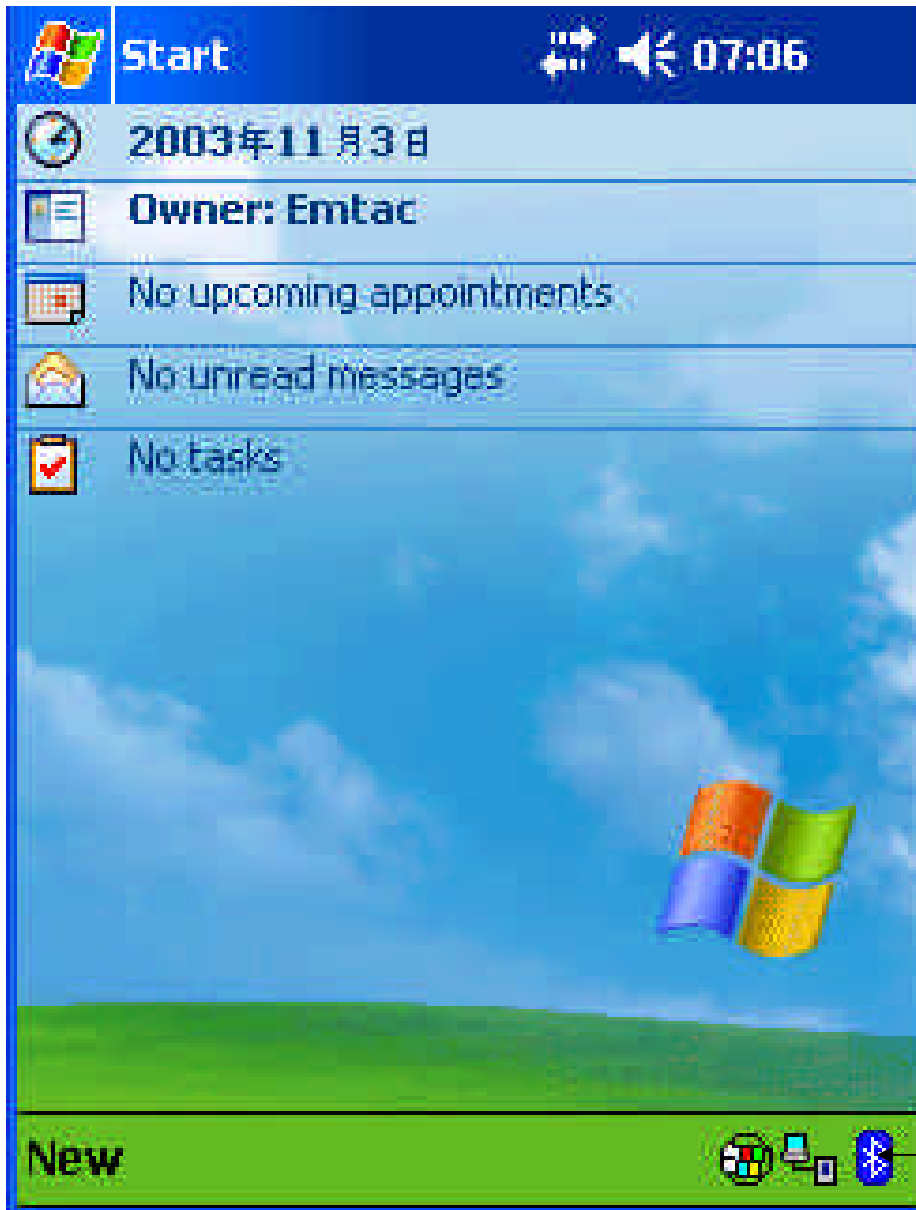 Start 07:06
2003年11月3日
Owner: Emtac
No upcoming appointments
No unread messages
No tasks
New